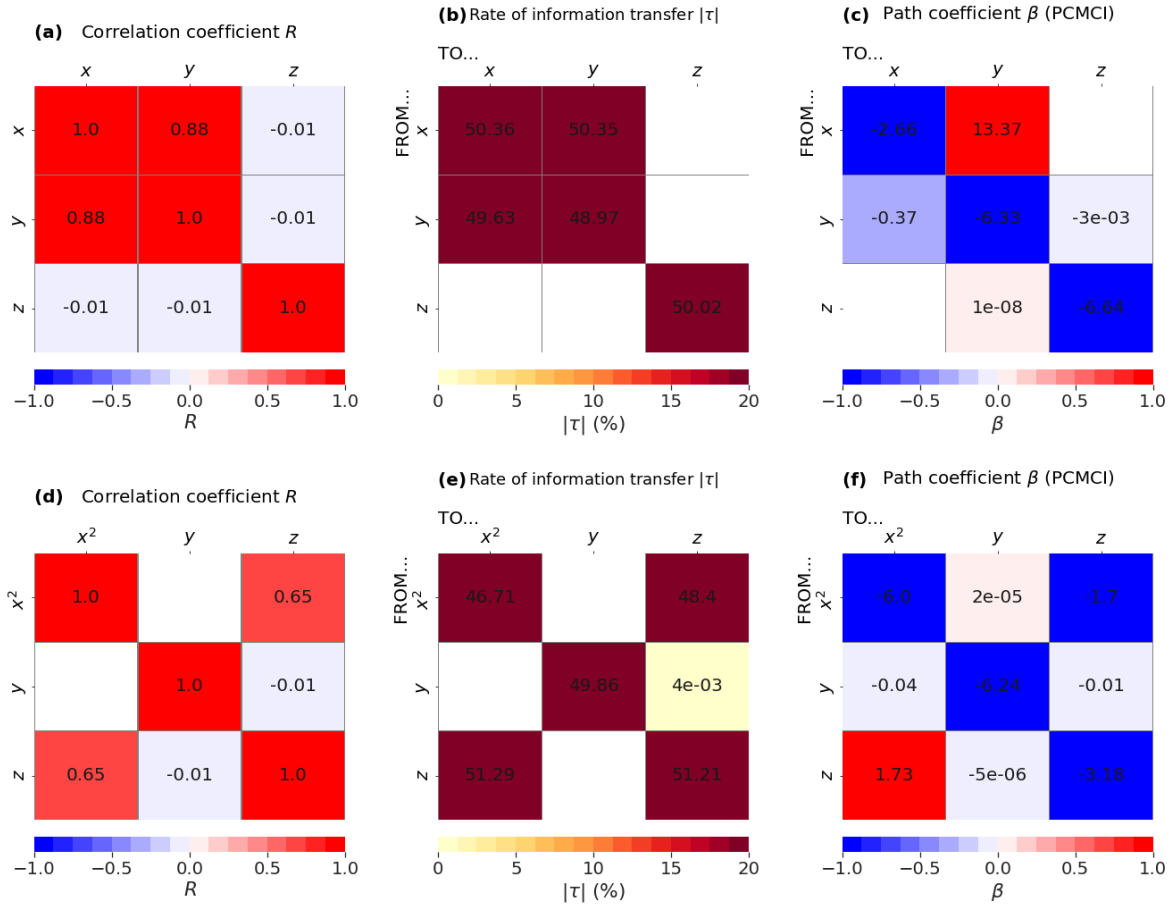 (a) Correlation coefficient R
x y z
x 1.0 0.88 -0.01
y 0.88 1.0 -0.01
z -0.01 -0.01 1.0
−1.0 −0.5 0.0 0.5 1.0
R
(b) Rate of information transfer |τ|
TO...
x y z
FROM...
x 50.36 50.35
y 49.63 48.97
z 50.02
0 5 10 15 20
|τ| (%)
(c) Path coefficient β (PCMCI)
TO...
x y z
FROM...
x -2.66 13.37
y -0.37 -6.33 -3e-03
z 1e-08 -6.64
−1.0 −0.5 0.0 0.5 1.0
β
(d) Correlation coefficient R
x² y z
x² 1.0 0.65
y 1.0 -0.01
z 0.65 -0.01 1.0
−1.0 −0.5 0.0 0.5 1.0
R
(e) Rate of information transfer |τ|
TO...
x² y z
FROM...
x² 46.71 48.4
y 49.86 4e-03
z 51.29 51.21
0 5 10 15 20
|τ| (%)
(f) Path coefficient β (PCMCI)
TO...
x² y z
FROM...
x² -6.0 2e-05 -1.7
y -0.04 -6.24 -0.01
z 1.73 -5e-06 -3.18
−1.0 −0.5 0.0 0.5 1.0
β